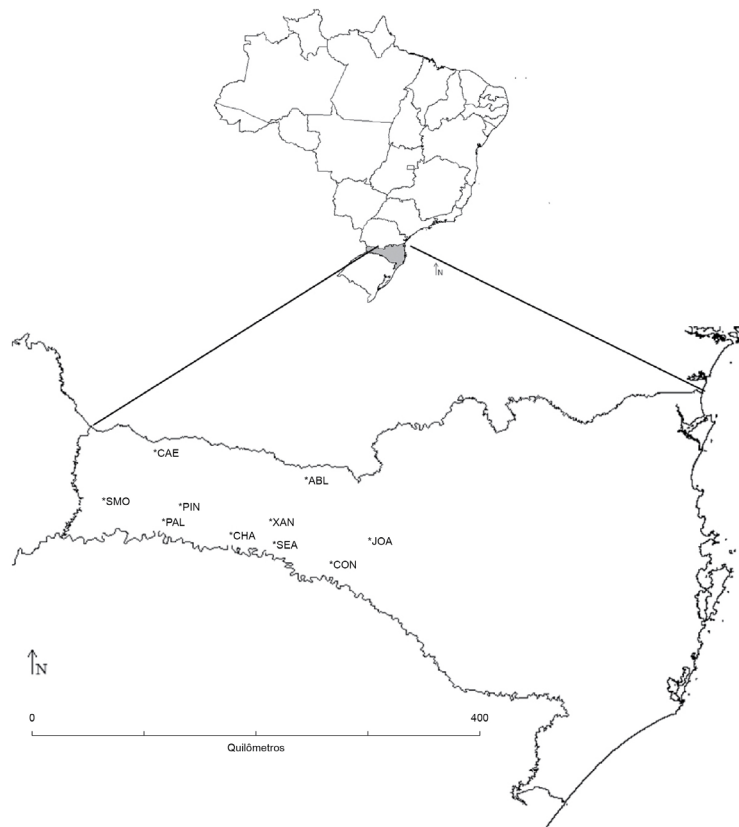 N
*CAE
*ABL
*SMO
*PIN
*PAL
*XAN
*CHA
*SEA
*JOA
*CON
N
0
400
Quilômetros